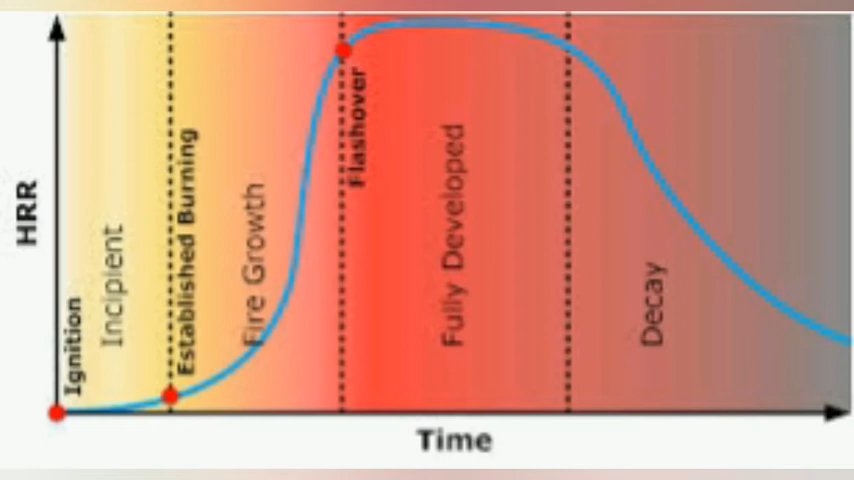 HRR
Ignition
Incipient
Established Burning
Fire Growth
Flashover
Fully Developed
Decay
Time